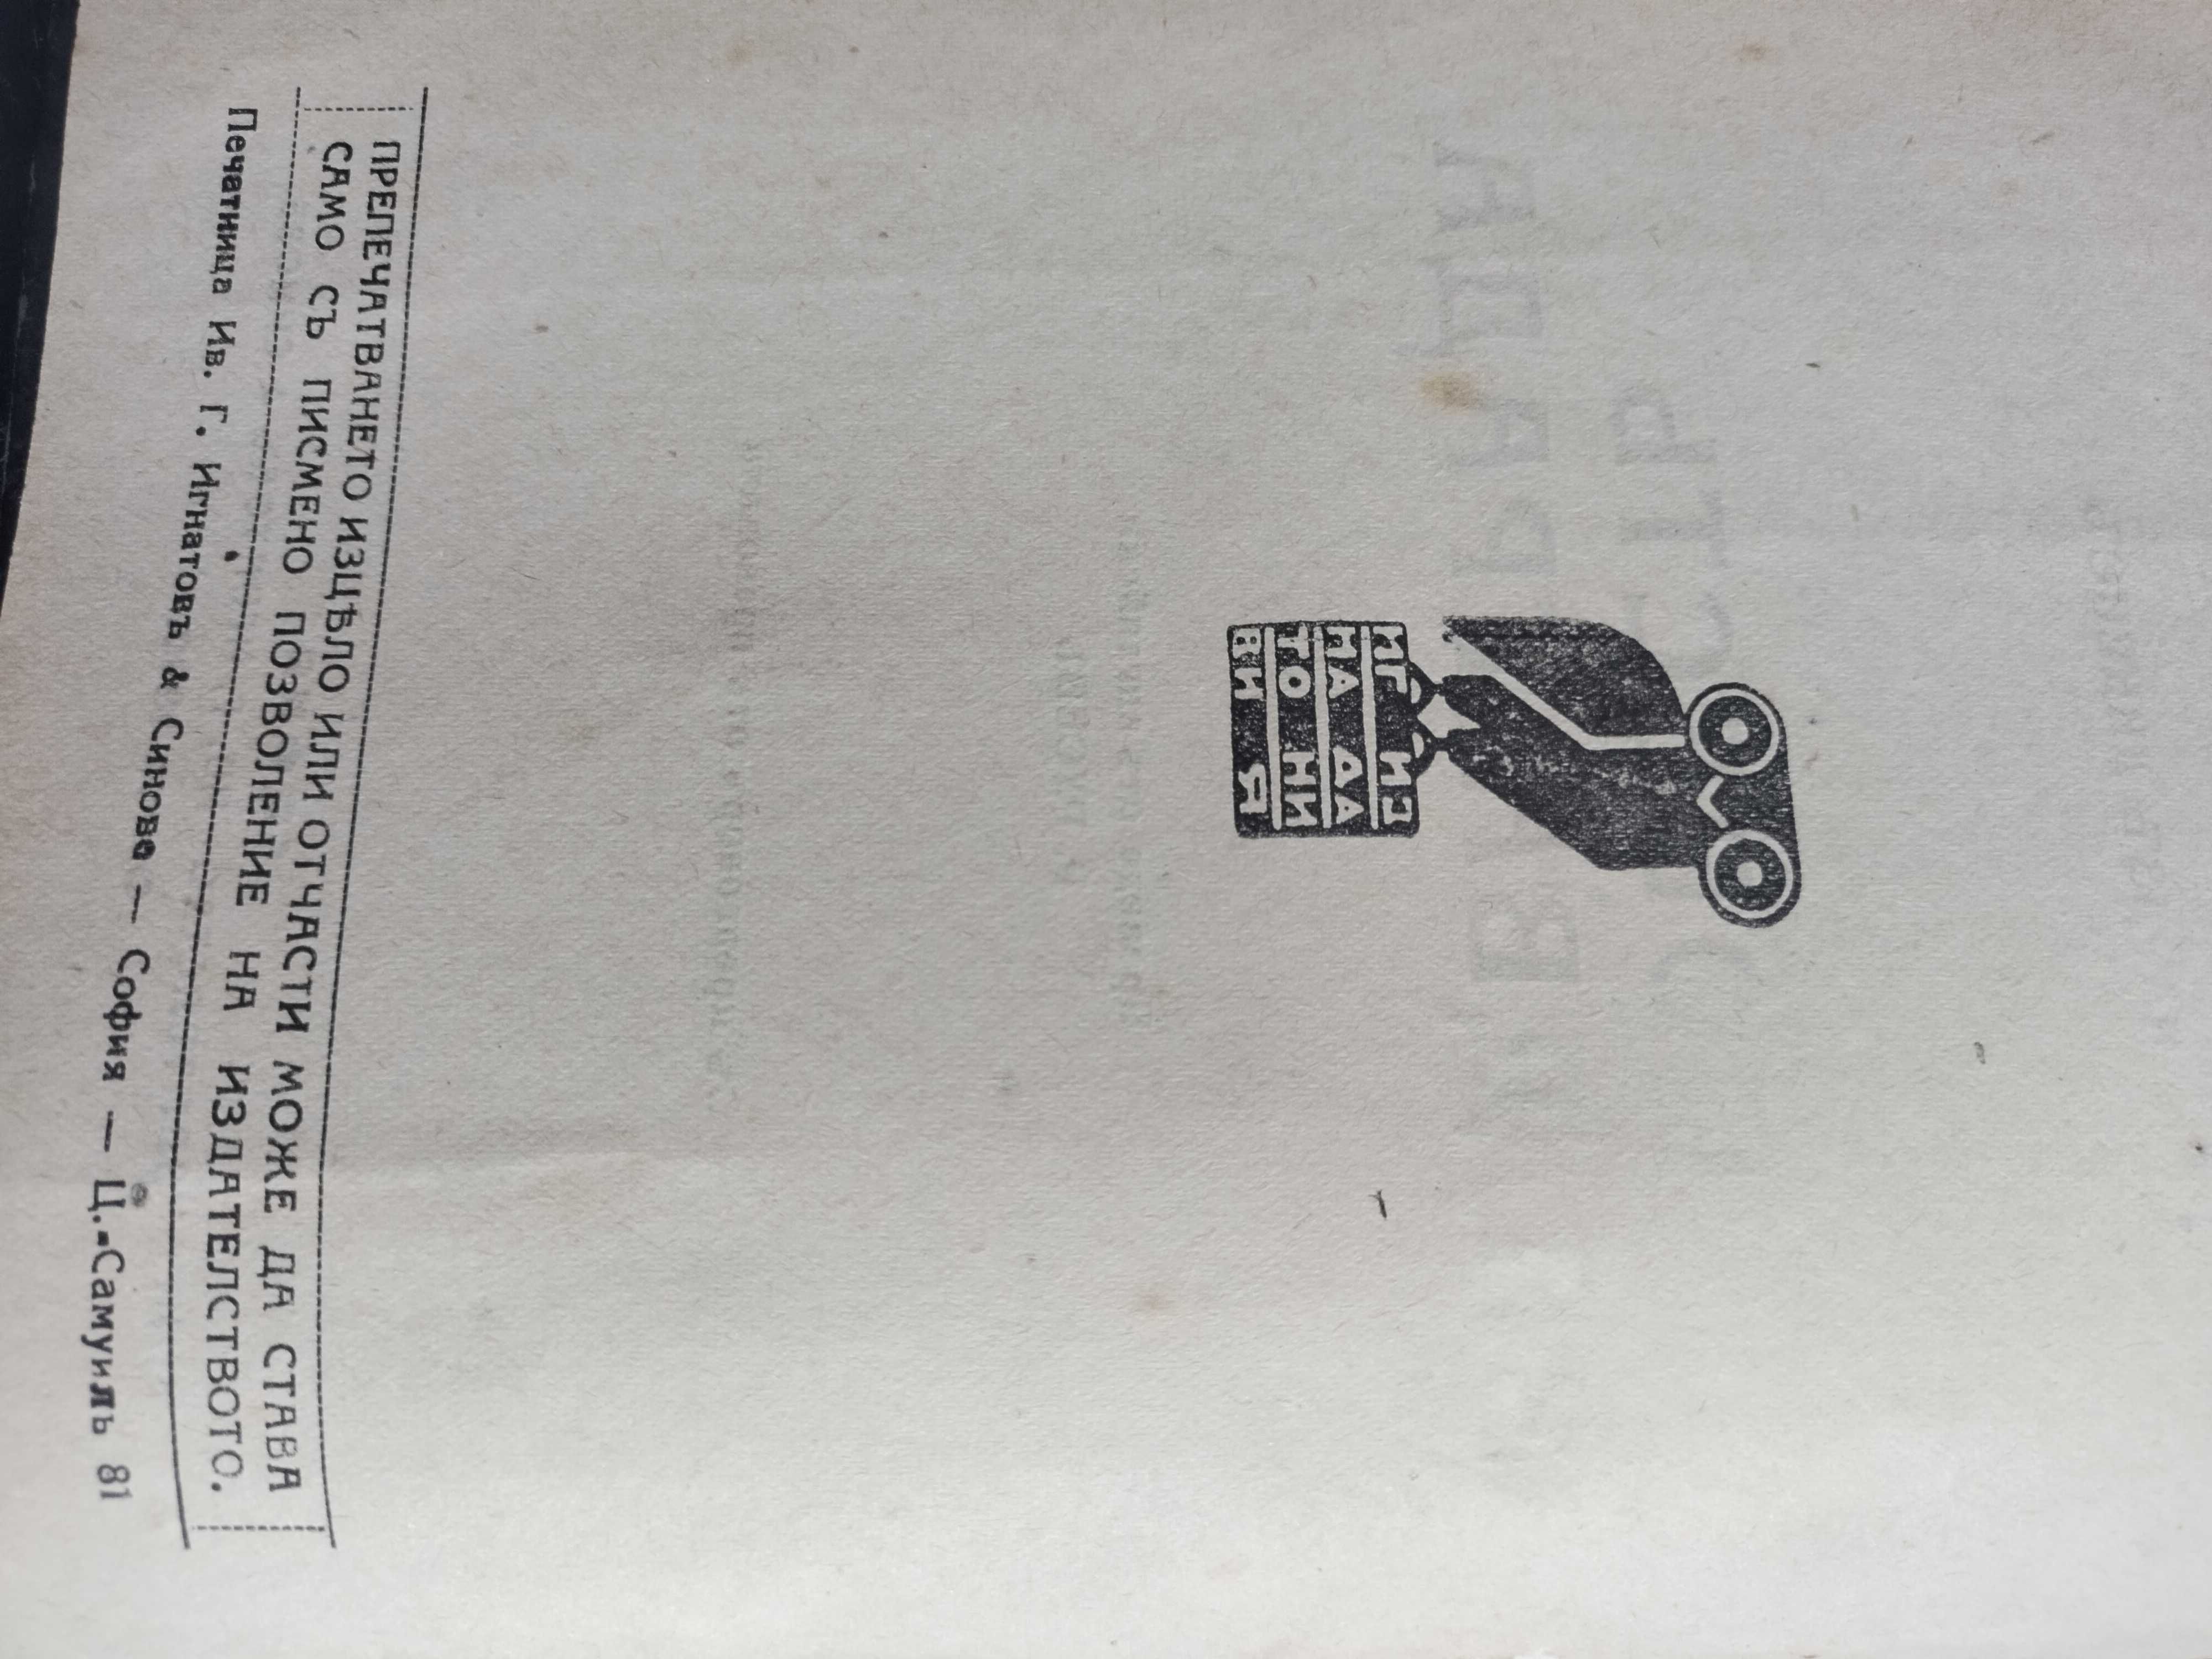 ИГ ИЗ
НА ДА
ТО НИ
ВИ Я
ПРЕПЕЧАТВАНЕТО ИЗЦѢЛО ИЛИ ОТЧАСТИ МОЖЕ ДА СТАВА
САМО СЪ ПИСМЕНО ПОЗВОЛЕНИЕ НА ИЗДАТЕЛСТВОТО.
Печатница Ив. Г. Игнатовъ & Синове — София — Ц.-Самуилъ 81